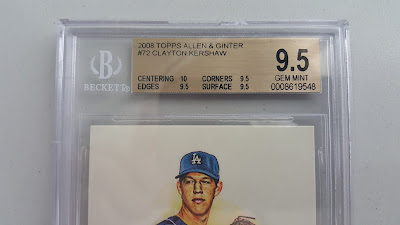 2008 TOPPS ALLEN & GINTER
#72 CLAYTON KERSHAW
9.5
GEM MINT
B
BECKETT
CENTERING 10 CORNERS 9.5
EDGES 9.5 SURFACE 9.5
0008619548
LA